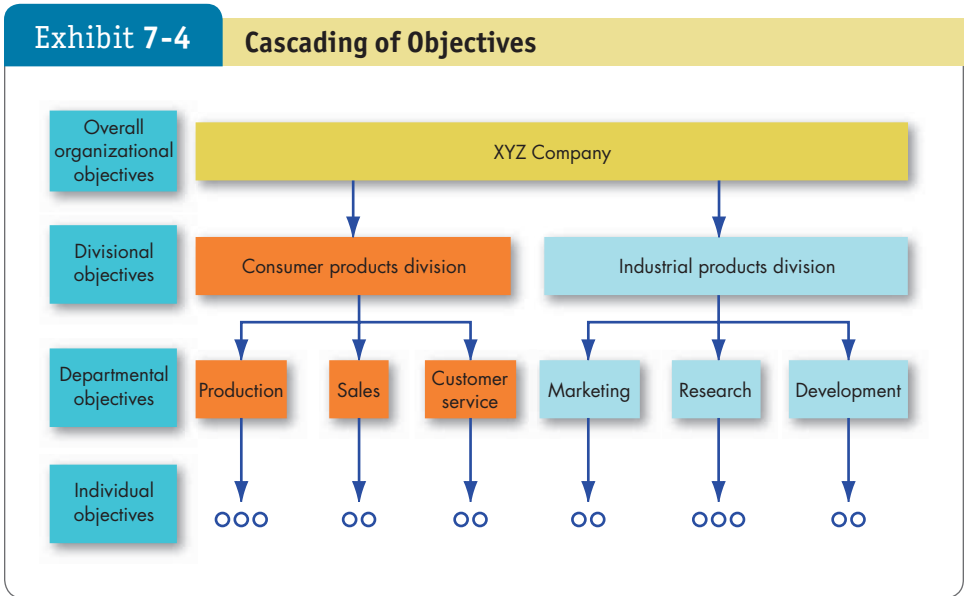 Exhibit 7-4
Cascading of Objectives
Overall
organizational
objectives
XYZ Company
Divisional
objectives
Consumer products division
Industrial products division
Departmental
objectives
Production
Sales
Customer
service
Marketing
Research
Development
Individual
objectives